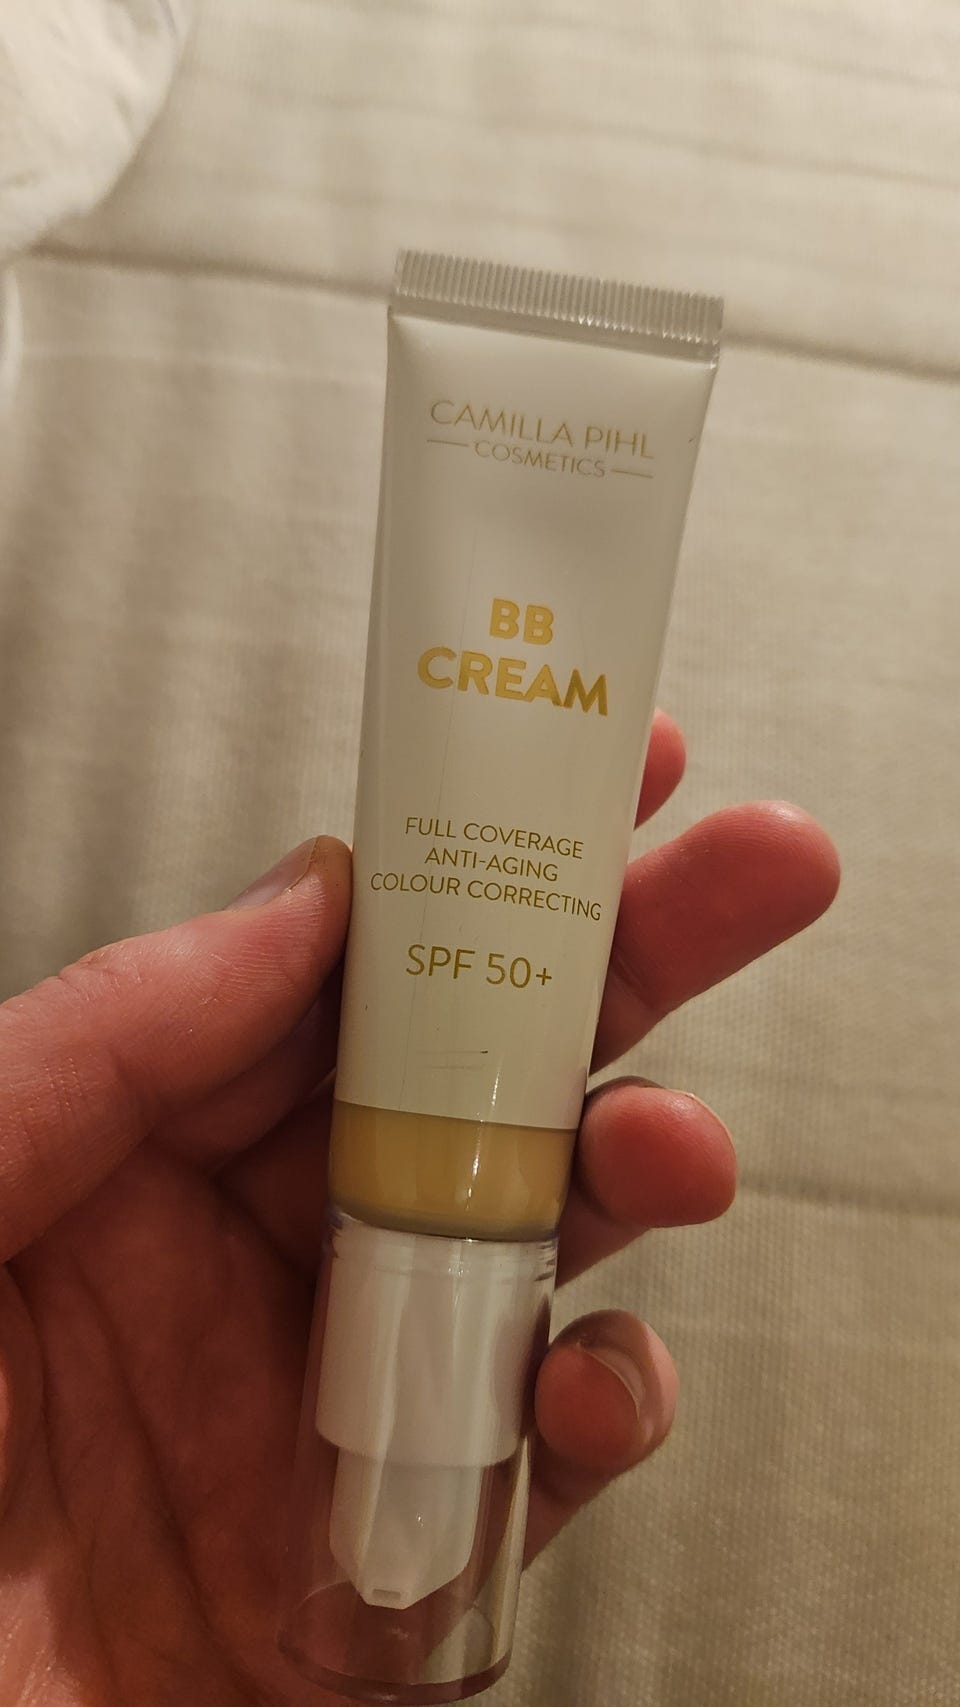 CAMILLA PIHL
COSMETICS
BB
CREAM
FULL COVERAGE
ANTI-AGING
COLOUR CORRECTING
SPF 50+